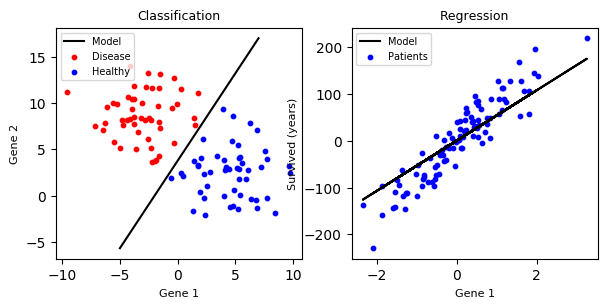 Classification
Model
Disease
Healthy
15
10
5
0
−5
Gene 2
−10
−5
0
5
10
Gene 1
Regression
Model
Patients
200
100
0
−100
−200
Survived (years)
−2
0
2
Gene 1